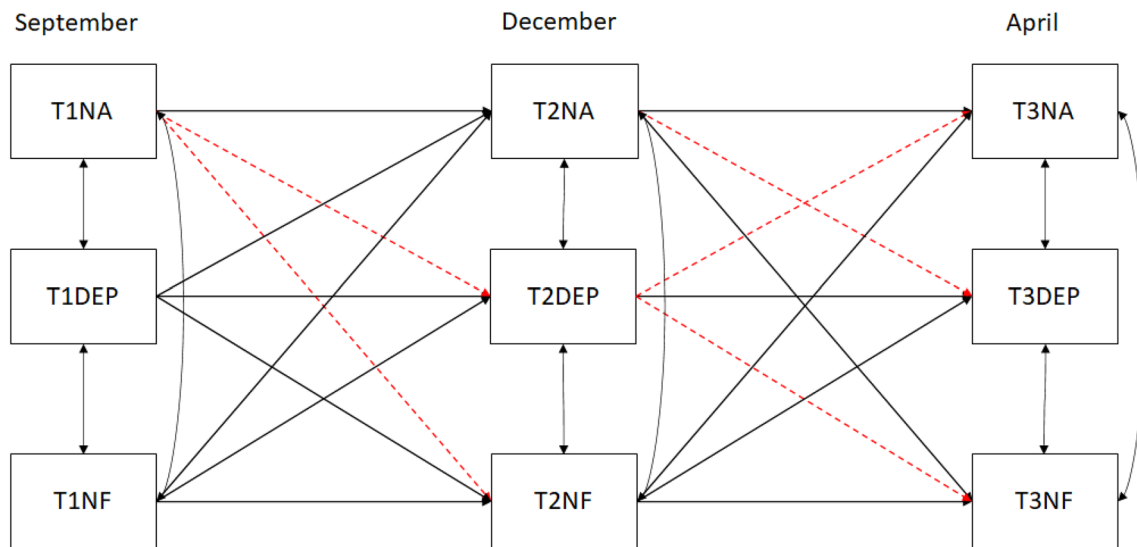 September
December
April
T1NA
T2NA
T3NA
T1DEP
T2DEP
T3DEP
T1NF
T2NF
T3NF